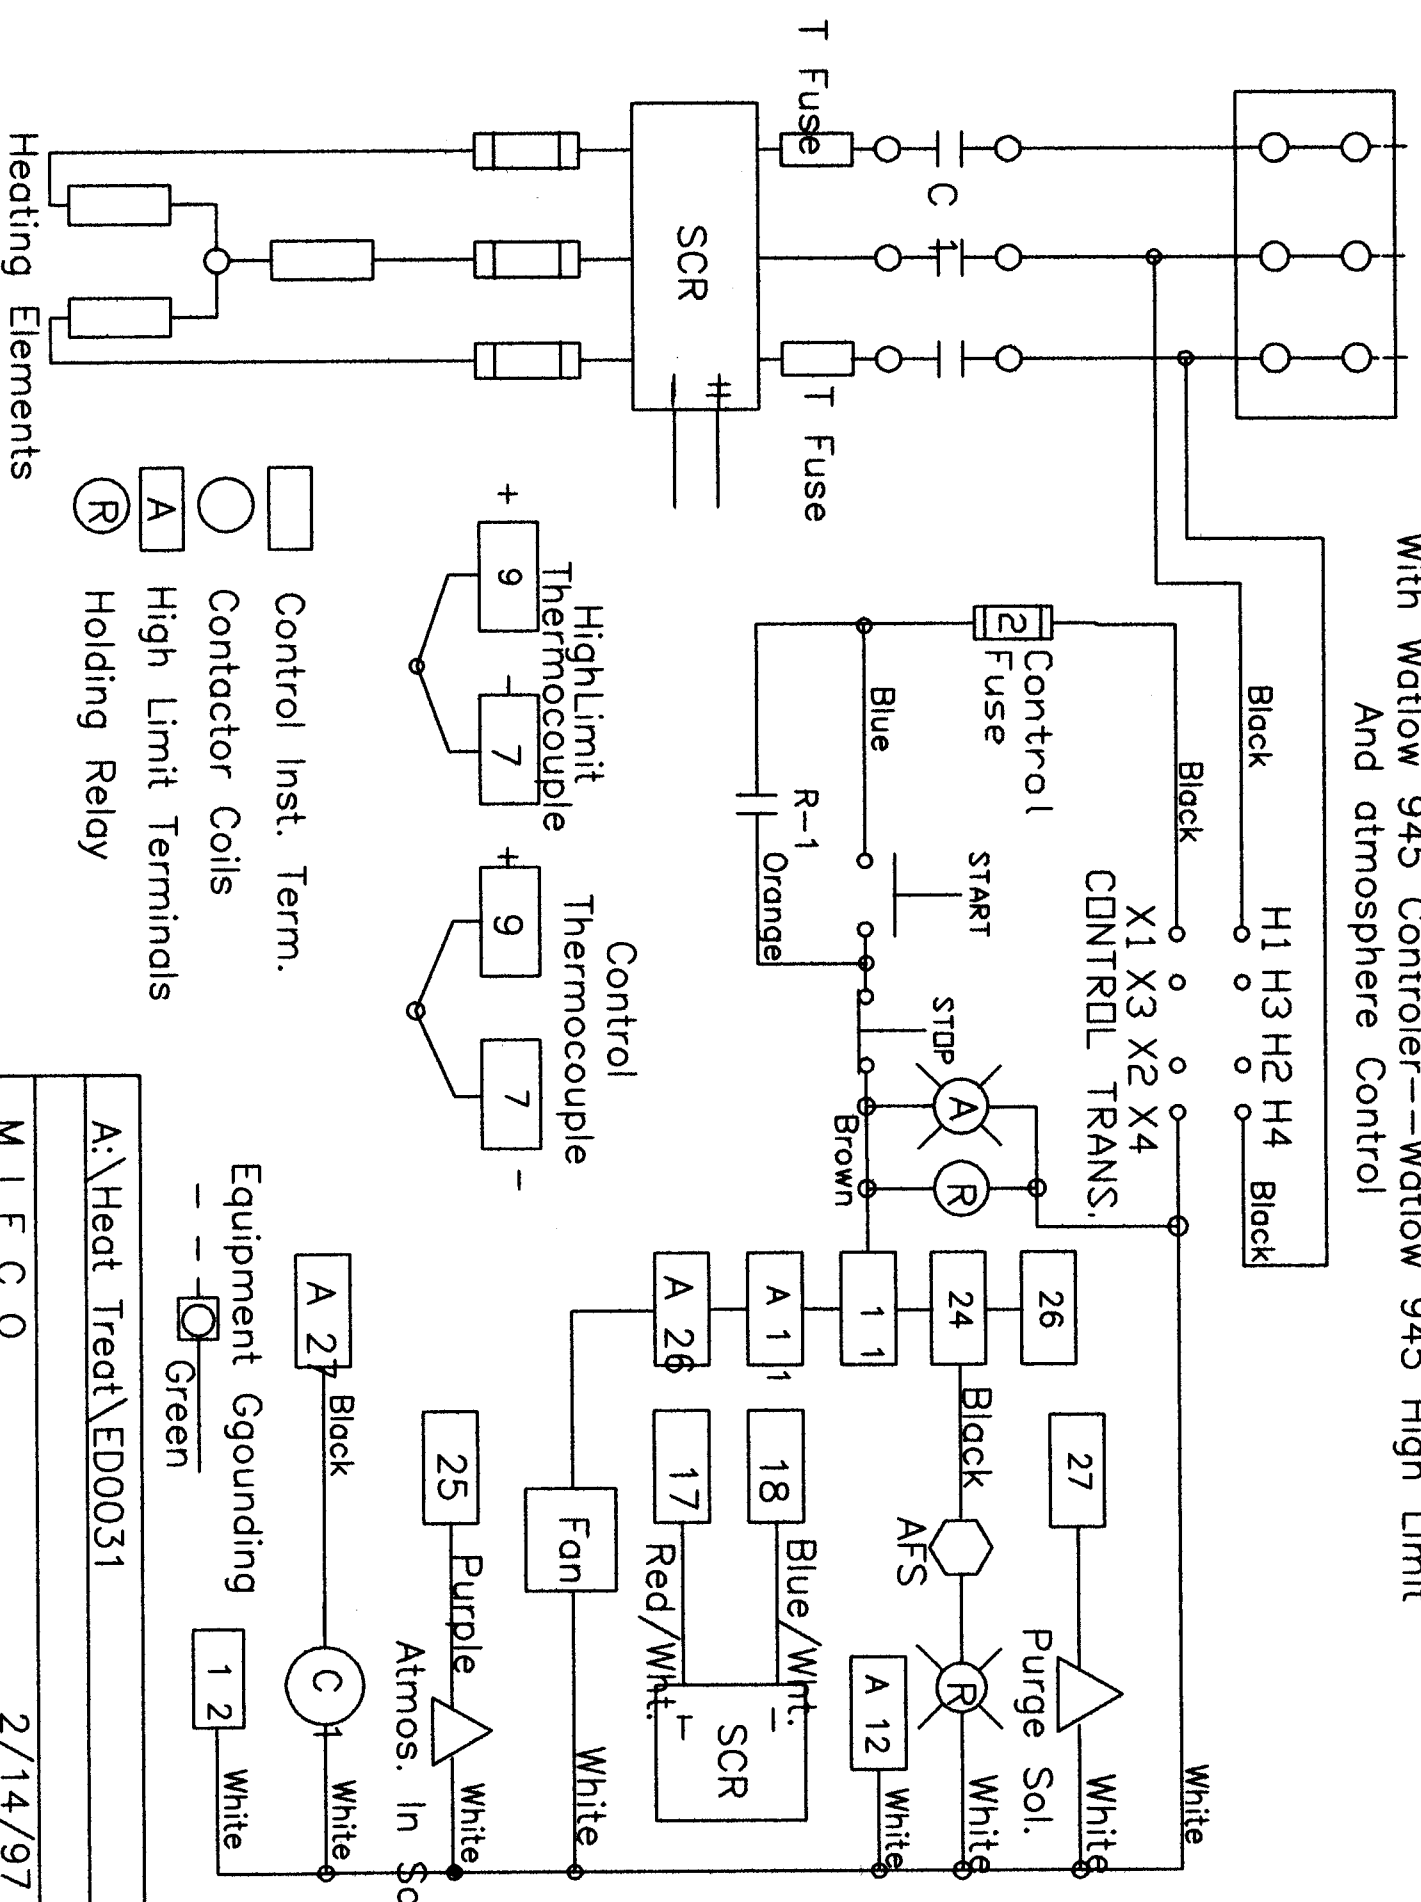 With Watlow 945 Controler--Watlow 945 High Limit
And atmosphere Control
T Fuse
C 1
SCR
T Fuse
Heating Elements
Black
H1 H3 H2 H4
Black
Black
X1 X3 X2 X4
CONTROL TRANS.
Control
Fuse
2
Blue
START
STOP
R-1
Orange
A
R
Brown
26
24
1 1
A 1 1
A 26
27
Purge Sol.
White
White
Black
AFS
R
White
A 12
White
18
Blue/Wht.
17
Red/Wht.
- +
SCR
Fan
White
25
Purple
White
Atmos. In
A 27
Black
C 1
White
1 2
White
HighLimit
Thermocouple
+ 9 - 7
Control
Thermocouple
+ 9 7 -
Control Inst. Term.
Contactor Coils
A High Limit Terminals
R Holding Relay
Equipment Ggounding
Green
A:\Heat Treat\ED0031
M I F C O 2/14/97